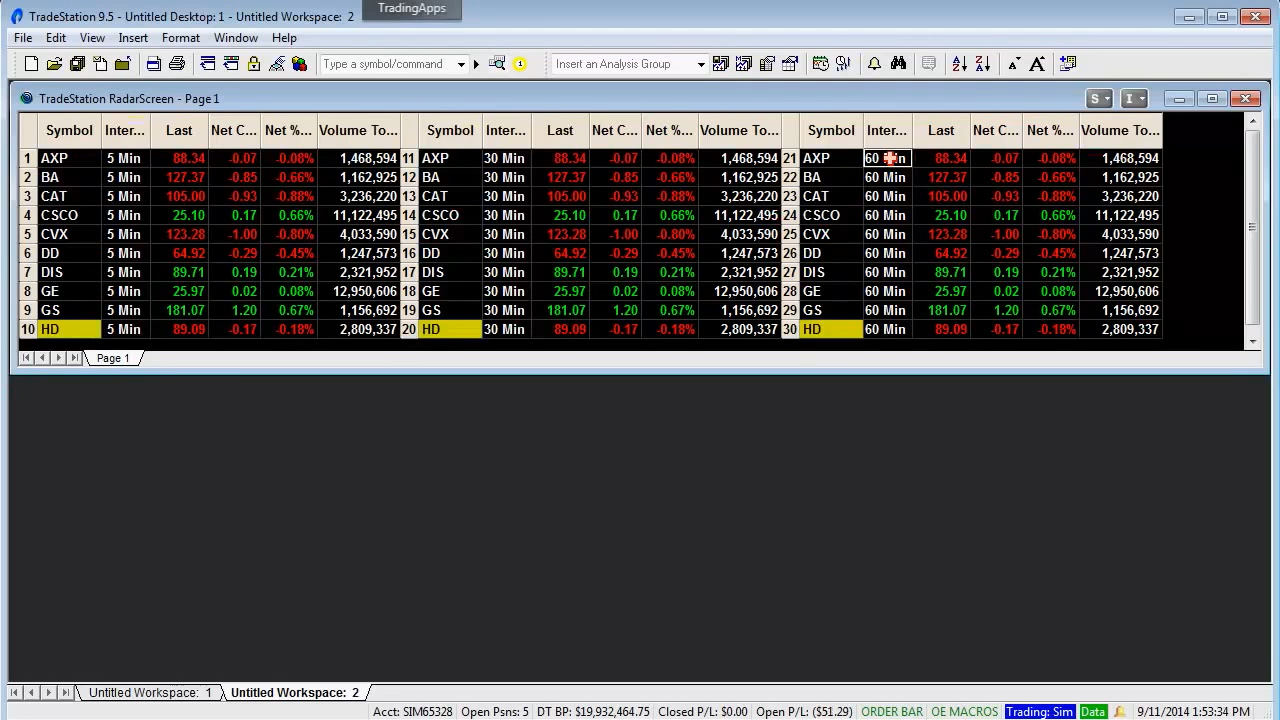 TradeStation 9.5 - Untitled Desktop: 1 - Untitled Workspace: 2
TradingApps
File Edit View Insert Format Window Help
Type a symbol/command Insert an Analysis Group
TradeStation RadarScreen - Page1 S I
Symbol Inter... Last Net C... Net %... Volume To... Symbol Inter... Last Net C... Net %... Volume To... Symbol Inter... Last Net C... Net %... Volume To...
1 AXP 5 Min 88.34 -0.07 -0.08% 1,468,594 11 AXP 30 Min 88.34 -0.07 -0.08% 1,468,594 21 AXP 60 Min 88.34 -0.07 -0.08% 1,468,594
2 BA 5 Min 127.37 -0.85 -0.66% 1,162,925 12 BA 30 Min 127.37 -0.85 -0.66% 1,162,925 22 BA 60 Min 127.37 -0.85 -0.66% 1,162,925
3 CAT 5 Min 105.00 -0.93 -0.88% 3,236,220 13 CAT 30 Min 105.00 -0.93 -0.88% 3,236,220 23 CAT 60 Min 105.00 -0.93 -0.88% 3,236,220
4 CSCO 5 Min 25.10 0.17 0.66% 11,122,495 14 CSCO 30 Min 25.10 0.17 0.66% 11,122,495 24 CSCO 60 Min 25.10 0.17 0.66% 11,122,495
5 CVX 5 Min 123.28 -1.00 -0.80% 4,033,590 15 CVX 30 Min 123.28 -1.00 -0.80% 4,033,590 25 CVX 60 Min 123.28 -1.00 -0.80% 4,033,590
6 DD 5 Min 64.92 -0.29 -0.45% 1,247,573 16 DD 30 Min 64.92 -0.29 -0.45% 1,247,573 26 DD 60 Min 64.92 -0.29 -0.45% 1,247,573
7 DIS 5 Min 89.71 0.19 0.21% 2,321,952 17 DIS 30 Min 89.71 0.19 0.21% 2,321,952 27 DIS 60 Min 89.71 0.19 0.21% 2,321,952
8 GE 5 Min 25.97 0.02 0.08% 12,950,606 18 GE 30 Min 25.97 0.02 0.08% 12,950,606 28 GE 60 Min 25.97 0.02 0.08% 12,950,606
9 GS 5 Min 181.07 1.20 0.67% 1,156,692 19 GS 30 Min 181.07 1.20 0.67% 1,156,692 29 GS 60 Min 181.07 1.20 0.67% 1,156,692
10 HD 5 Min 89.09 -0.17 -0.18% 2,809,337 20 HD 30 Min 89.09 -0.17 -0.18% 2,809,337 30 HD 60 Min 89.09 -0.17 -0.18% 2,809,337
Page 1
Untitled Workspace: 1 Untitled Workspace: 2
Acct: SIM65328 Open Psns: 5 DT BP: $19,932,464.75 Closed P/L: $0.00 Open P/L: ($51.29) ORDER BAR OE MACROS Trading: Sim Data 9/11/2014 1:53:34 PM